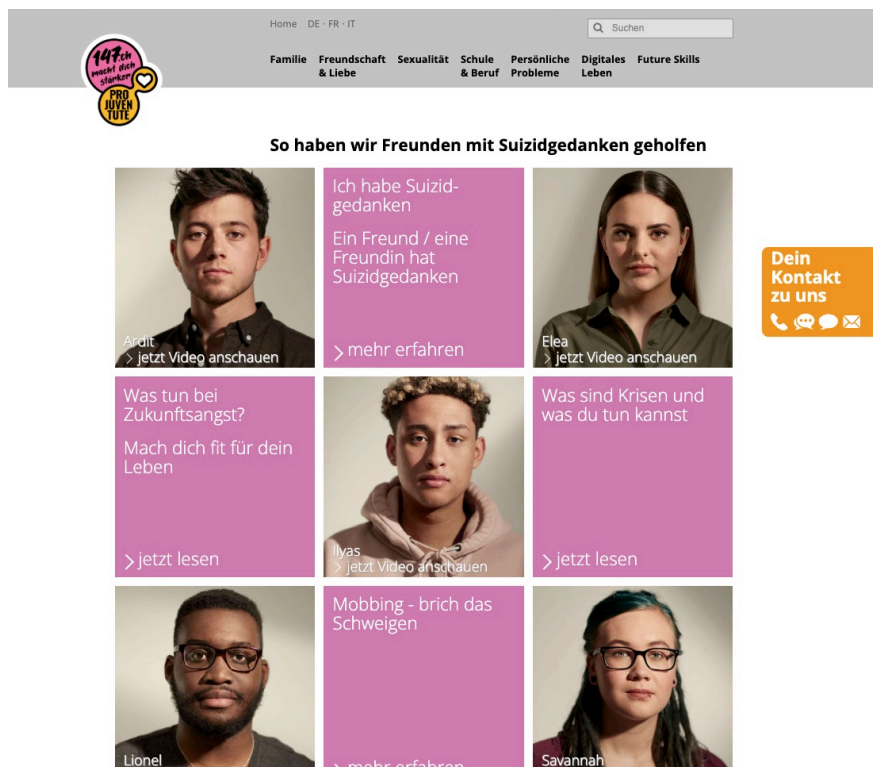 Home DE · FR · IT
Suchen
147.ch
macht dich
stärker
PRO
JUVEN
TUTE
Familie
Freundschaft
& Liebe
Sexualität
Schule
& Beruf
Persönliche
Probleme
Digitales
Leben
Future Skills
So haben wir Freunden mit Suizidgedanken geholfen
Ardit
> jetzt Video anschauen
Ich habe Suizid-
gedanken
Ein Freund / eine
Freundin hat
Suizidgedanken
> mehr erfahren
Elea
> jetzt Video anschauen
Dein
Kontakt
zu uns
Was tun bei
Zukunftsangst?
Mach dich fit für dein
Leben
> jetzt lesen
Ilyas
> jetzt Video anschauen
Was sind Krisen und
was du tun kannst
> jetzt lesen
Lionel
Mobbing - brich das
Schweigen
> mehr erfahren
Savannah